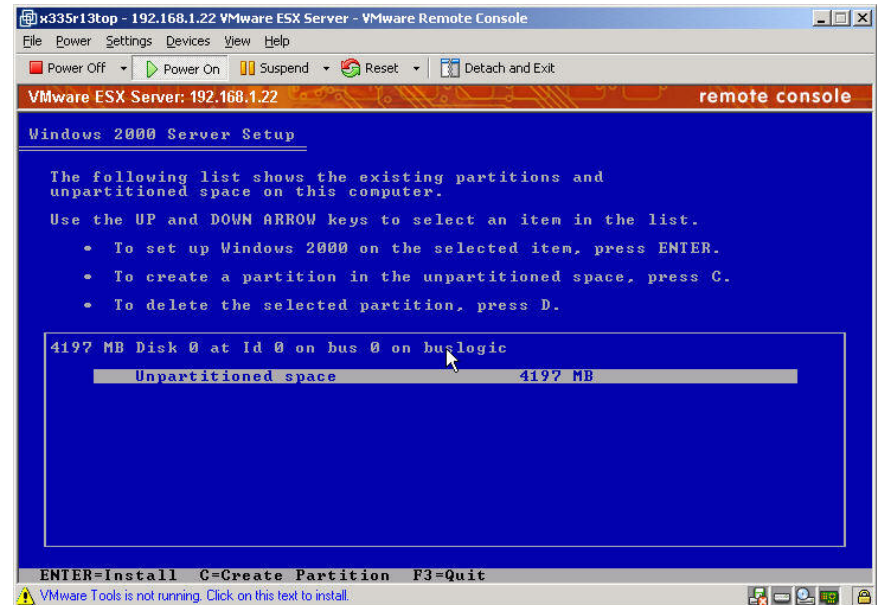 x335r13top - 192.168.1.22 VMware ESX Server - VMware Remote Console
File Power Settings Devices View Help
Power Off Power On Suspend Reset Detach and Exit
VMware ESX Server: 192.168.1.22 remote console
Windows 2000 Server Setup
The following list shows the existing partitions and
unpartitioned space on this computer.
Use the UP and DOWN ARROW keys to select an item in the list.
• To set up Windows 2000 on the selected item, press ENTER.
• To create a partition in the unpartitioned space, press C.
• To delete the selected partition, press D.
4197 MB Disk 0 at Id 0 on bus 0 on buslogic
Unpartitioned space 4197 MB
ENTER=Install C=Create Partition F3=Quit
VMware Tools is not running. Click on this text to install.